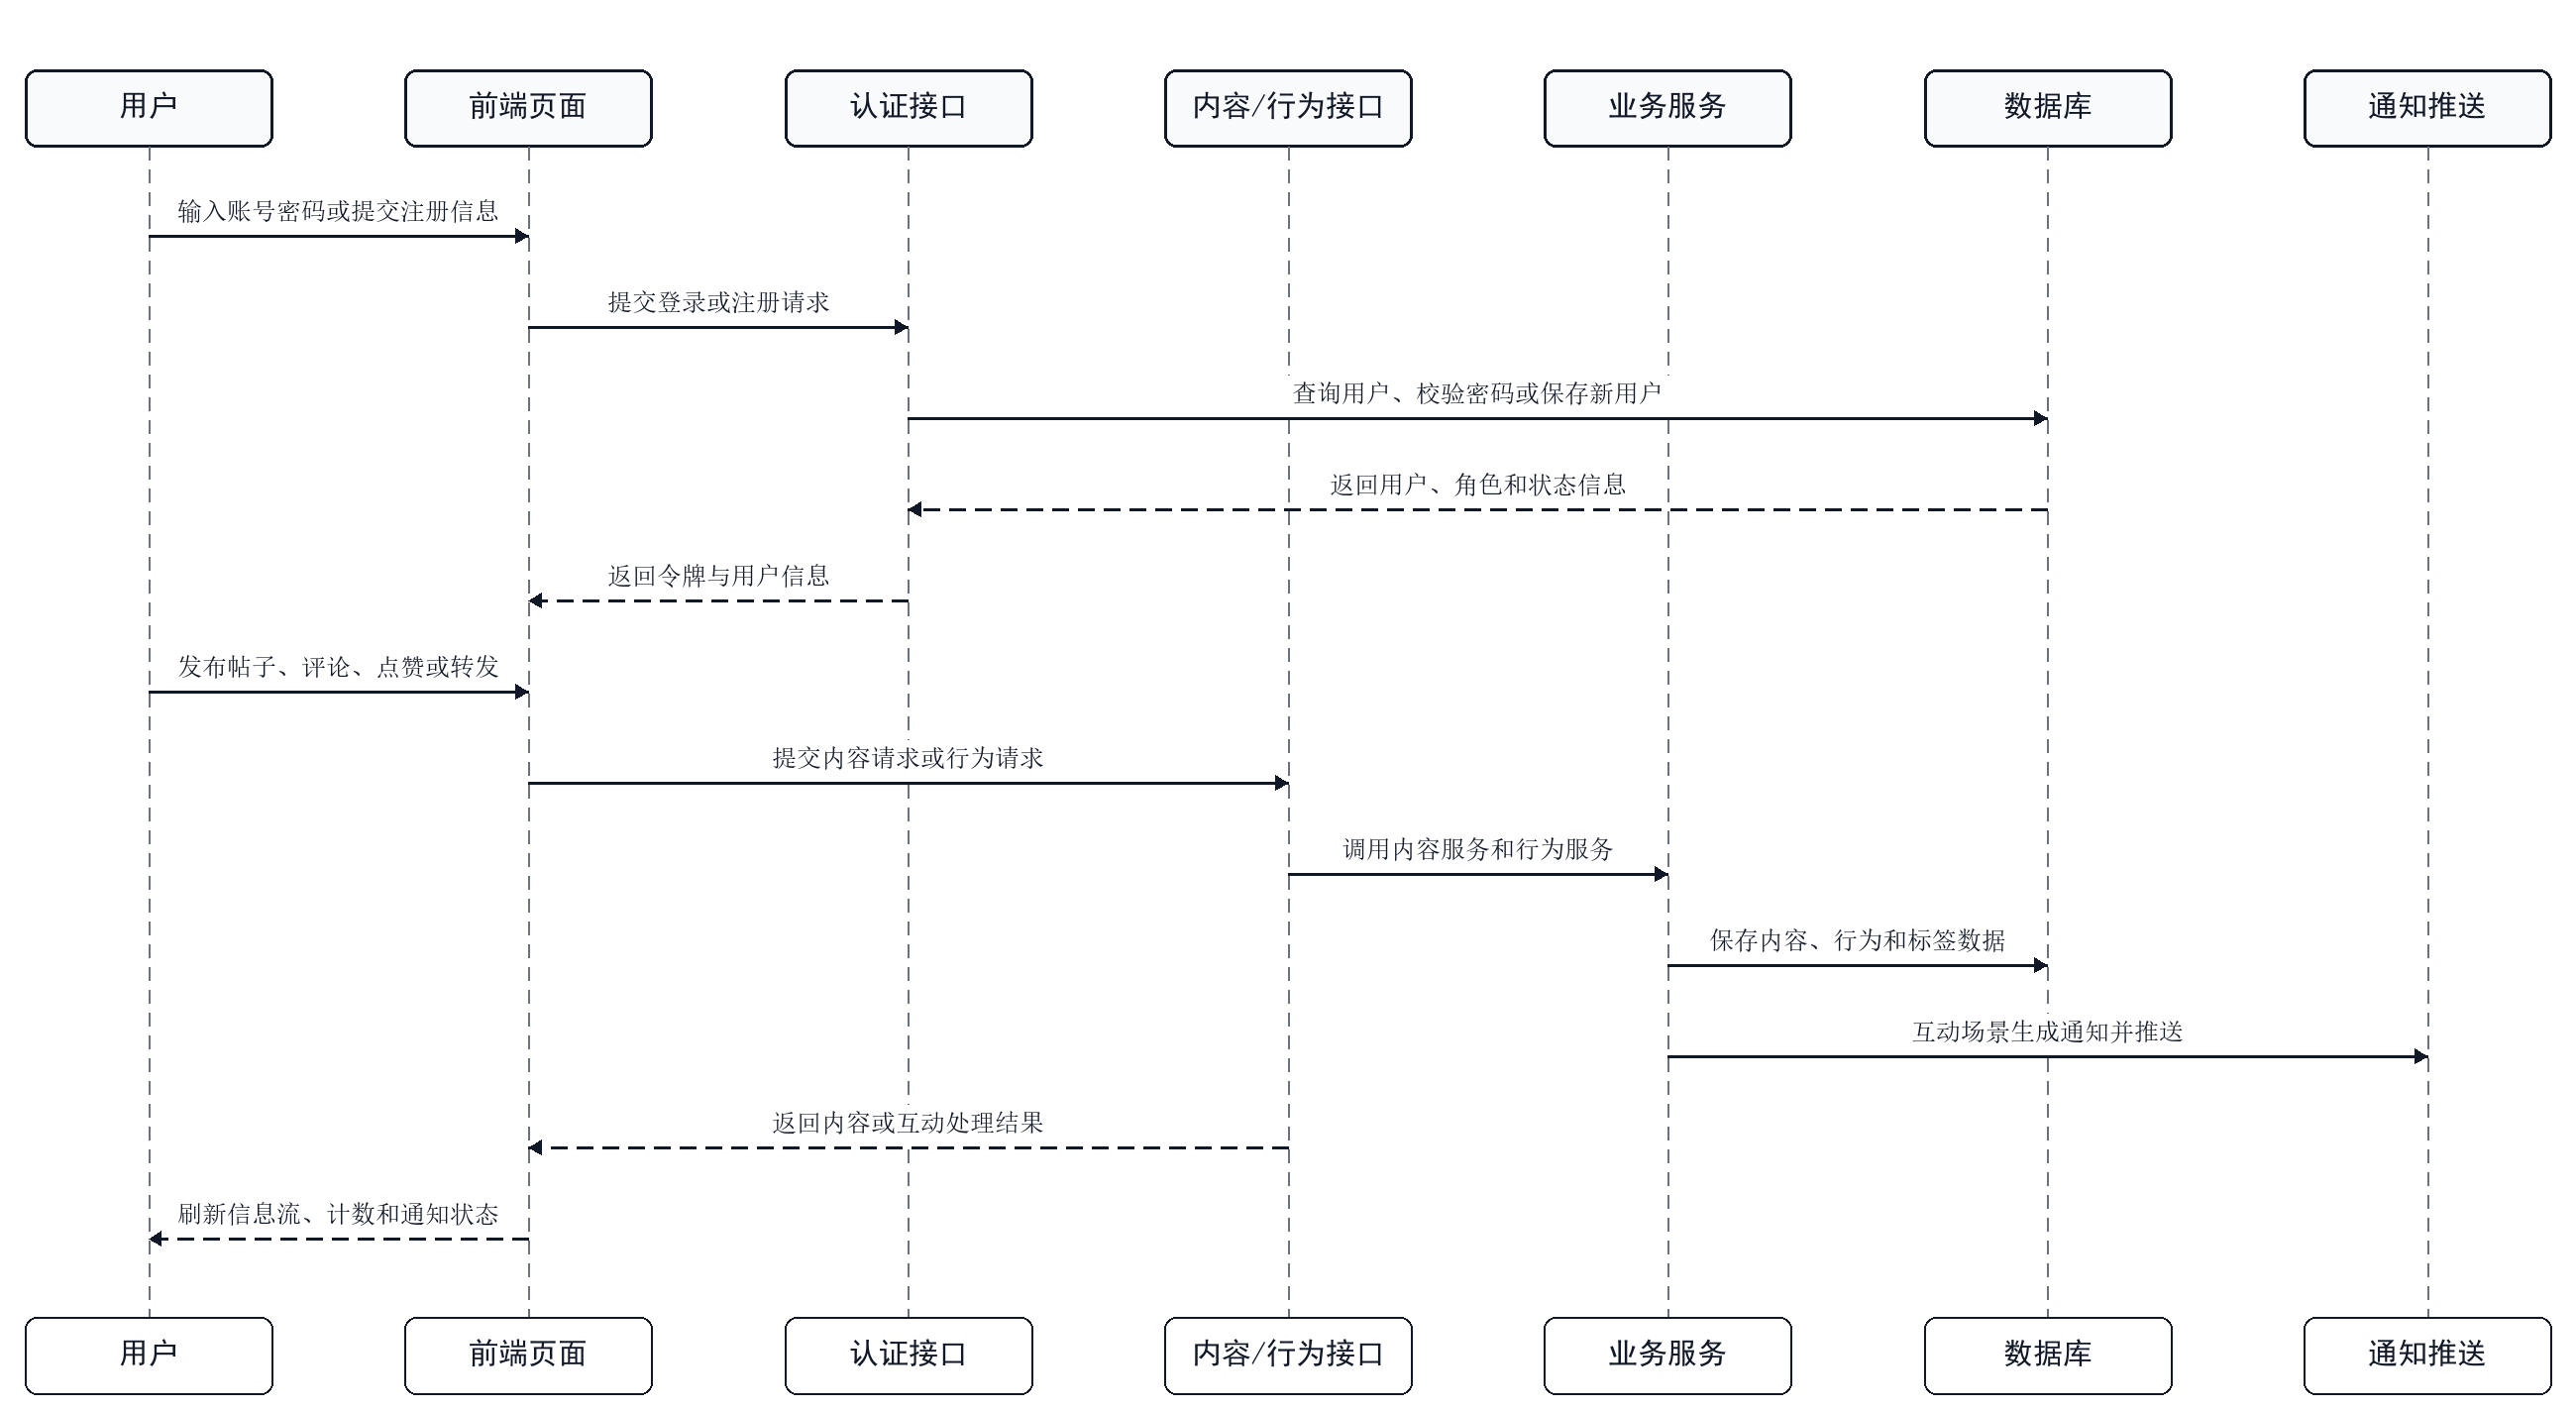 用户
前端页面
认证接口
内容/行为接口
业务服务
数据库
通知推送
输入账号密码或提交注册信息
提交登录或注册请求
查询用户、校验密码或保存新用户
返回用户、角色和状态信息
返回令牌与用户信息
发布帖子、评论、点赞或转发
提交内容请求或行为请求
调用内容服务和行为服务
保存内容、行为和标签数据
互动场景生成通知并推送
返回内容或互动处理结果
刷新信息流、计数和通知状态
用户
前端页面
认证接口
内容/行为接口
业务服务
数据库
通知推送